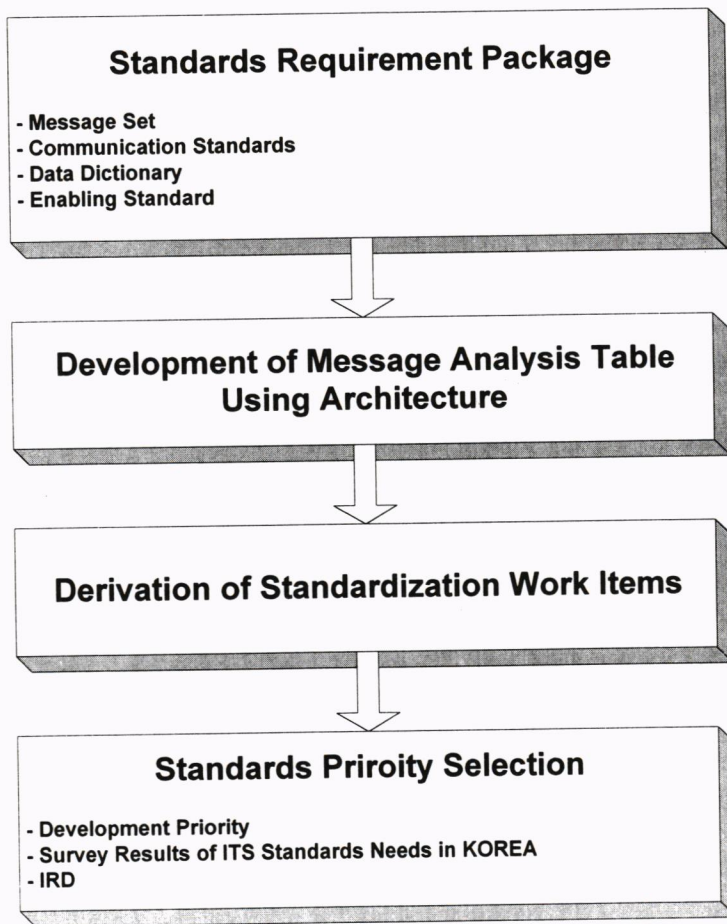 Standards Requirement Package
- Message Set
- Communication Standards
- Data Dictionary
- Enabling Standard
Development of Message Analysis Table
Using Architecture
Derivation of Standardization Work Items
Standards Priroity Selection
- Development Priority
- Survey Results of ITS Standards Needs in KOREA
- IRD